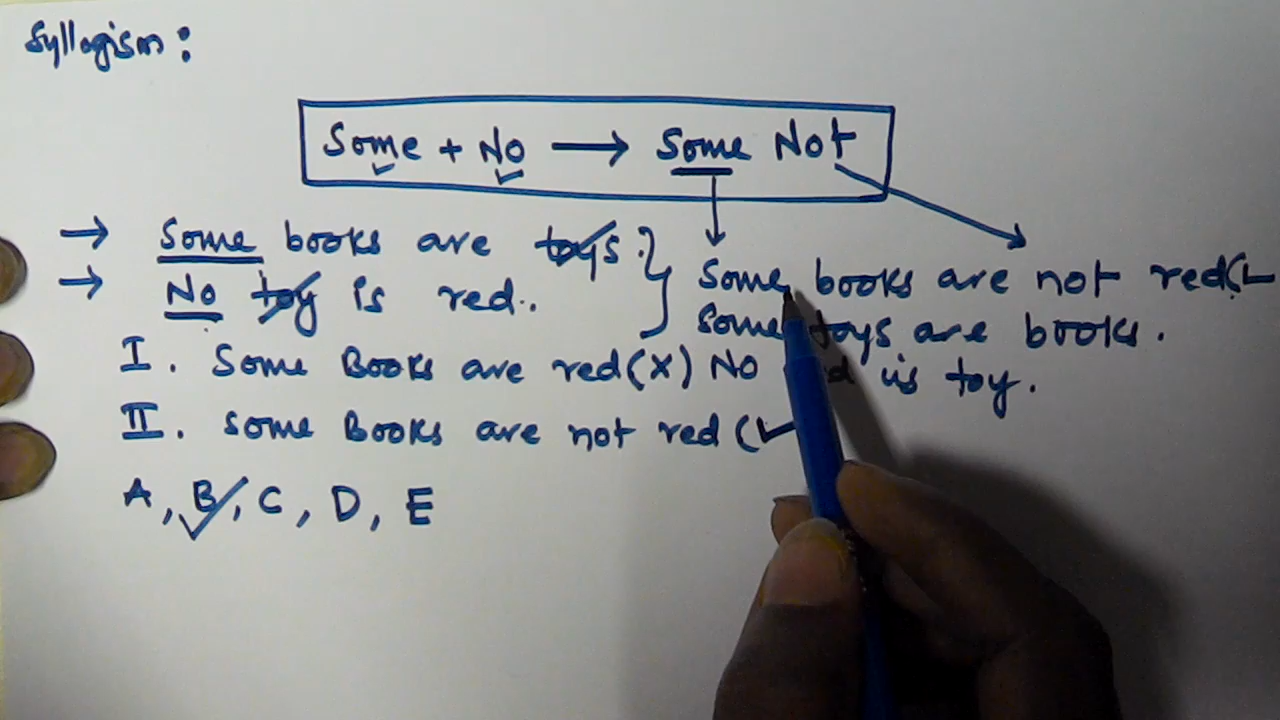 Syllogism:
Some + No → Some Not
→ Some books are toys.
→ No toy is red.
Some books are not red(
Some toys are books.
I. Some Books are red(X)
No is toy.
II. Some Books are not red (✓
A, B, C, D, E